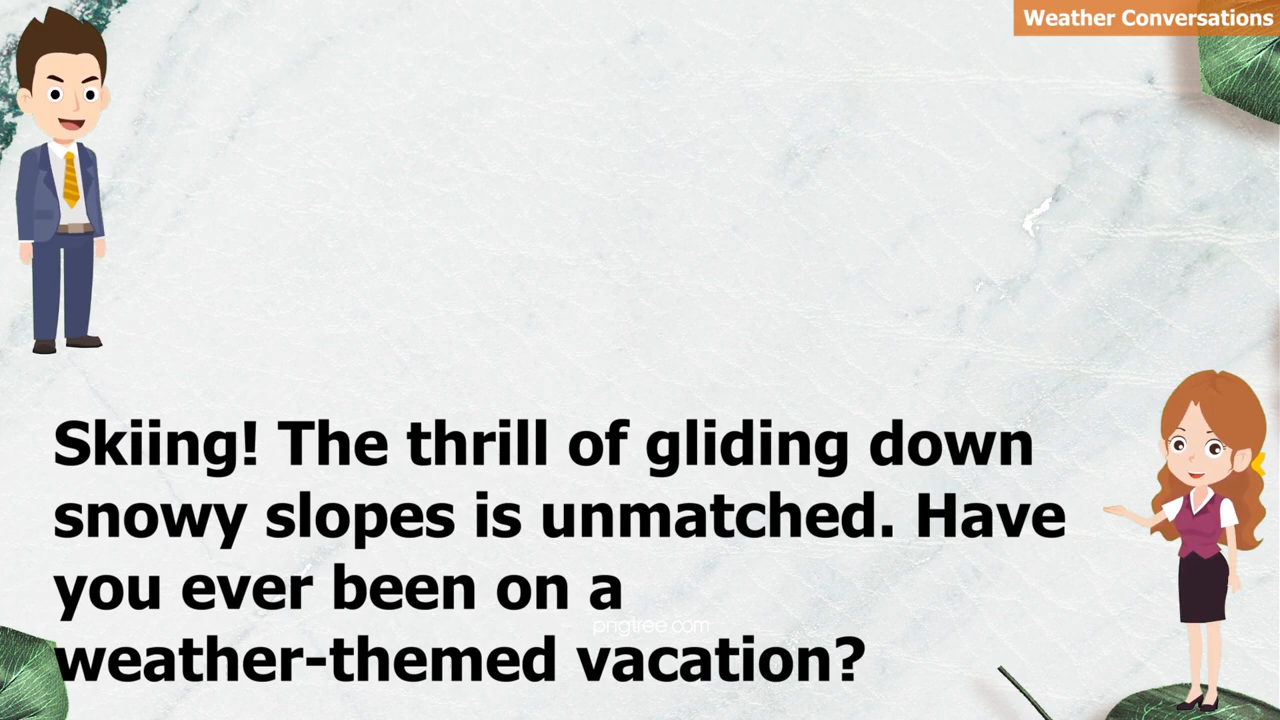 Weather Conversations
Skiing! The thrill of gliding down
snowy slopes is unmatched. Have
you ever been on a
pngtree.com
weather-themed vacation?